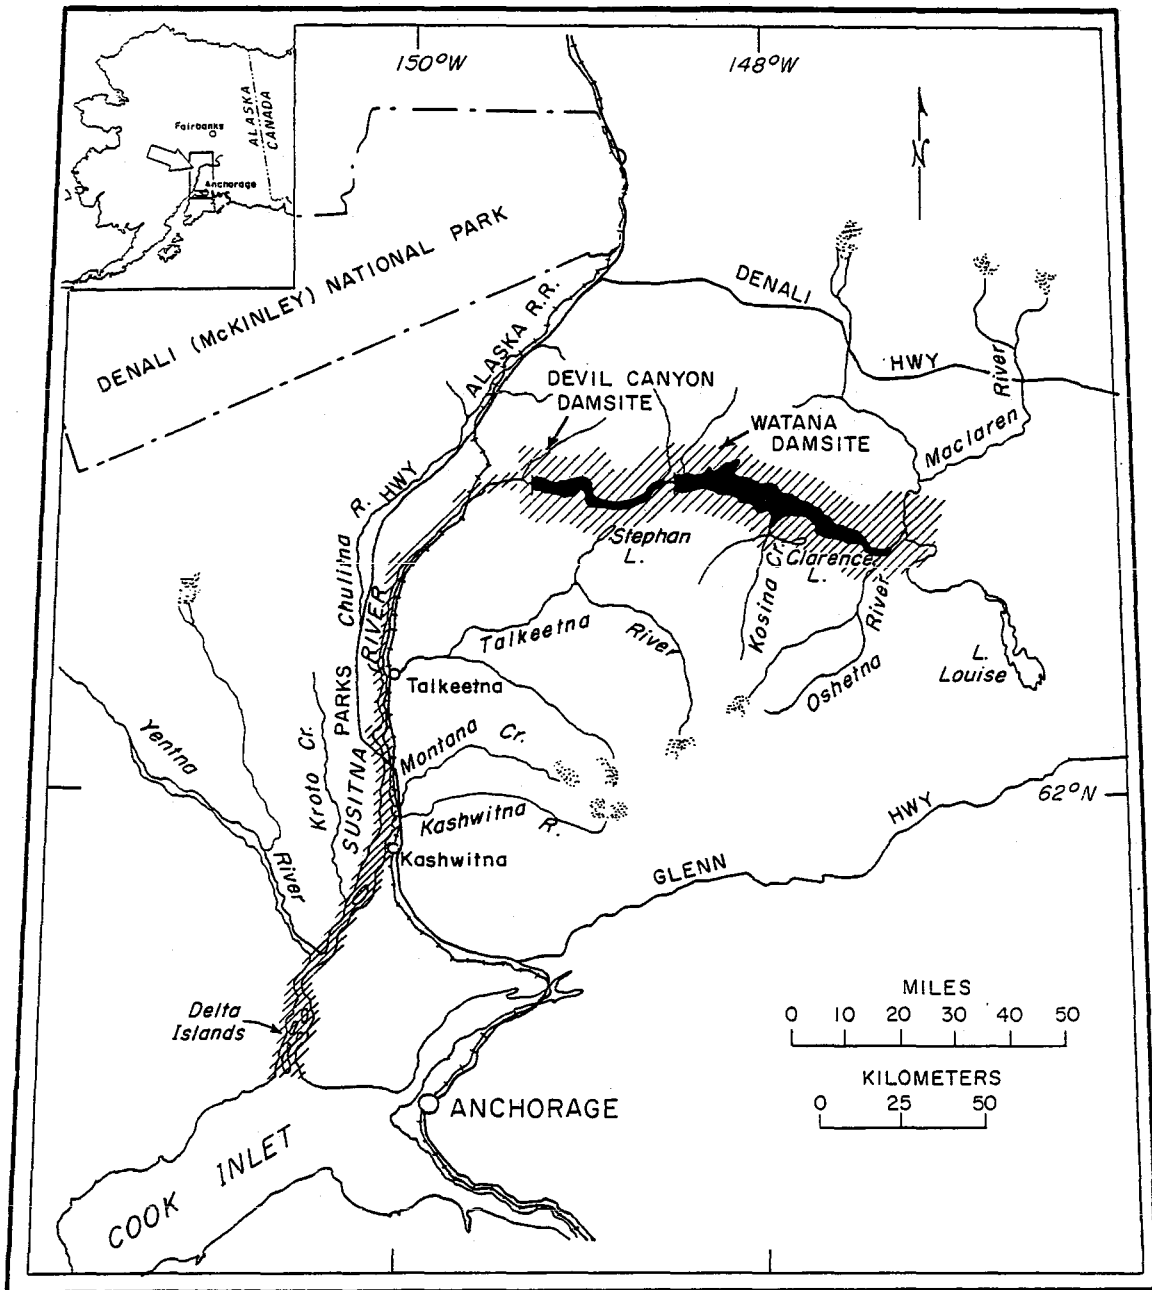 150°W
148°W
Fairbanks
ALASKA
CANADA
Anchorage
N
DENALI (McKINLEY) NATIONAL PARK
ALASKA R.R.
DENALI
HWY
River
Maclaren
DEVIL CANYON
DAMSITE
WATANA
DAMSITE
HWY
R.
Chulitna
Stephan
L.
Kosina Cr.
Clarence
L.
River
Oshetna
L.
Louise
Talkeetna
River
RIVER
SUSITNA
PARKS
Talkeetna
Montana
Cr.
Kashwitna
R.
Kashwitna
Kroto Cr.
Yentna
River
62°N
GLENN
HWY
Delta
Islands
MILES
0 10 20 30 40 50
KILOMETERS
0 25 50
ANCHORAGE
COOK INLET